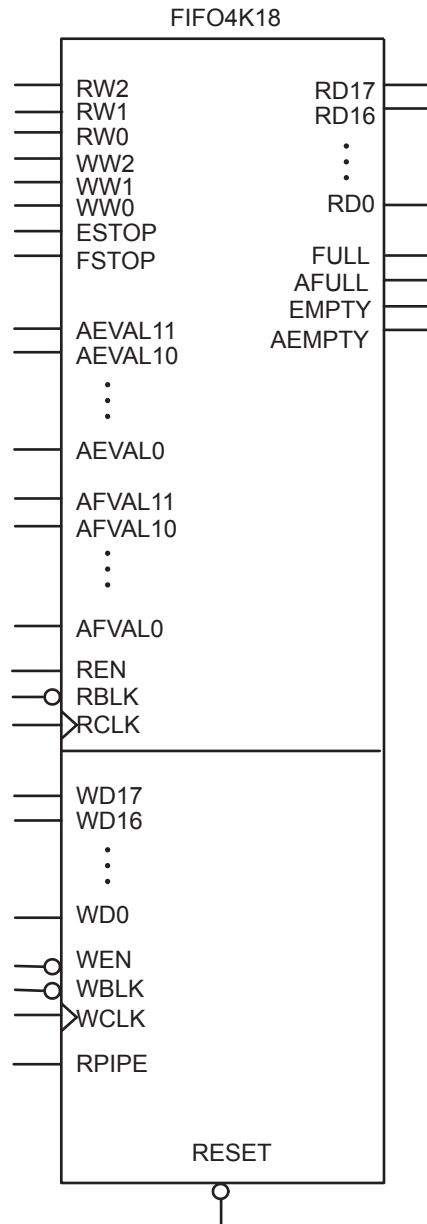 FIFO4K18
RW2
RW1
RW0
WW2
WW1
WW0
ESTOP
FSTOP
AEVAL11
AEVAL10
AEVAL0
AFVAL11
AFVAL10
AFVAL0
REN
RBLK
RCLK
RD17
RD16
RD0
FULL
AFULL
EMPTY
AEMPTY
WD17
WD16
WD0
WEN
WBLK
WCLK
RPIPE
RESET